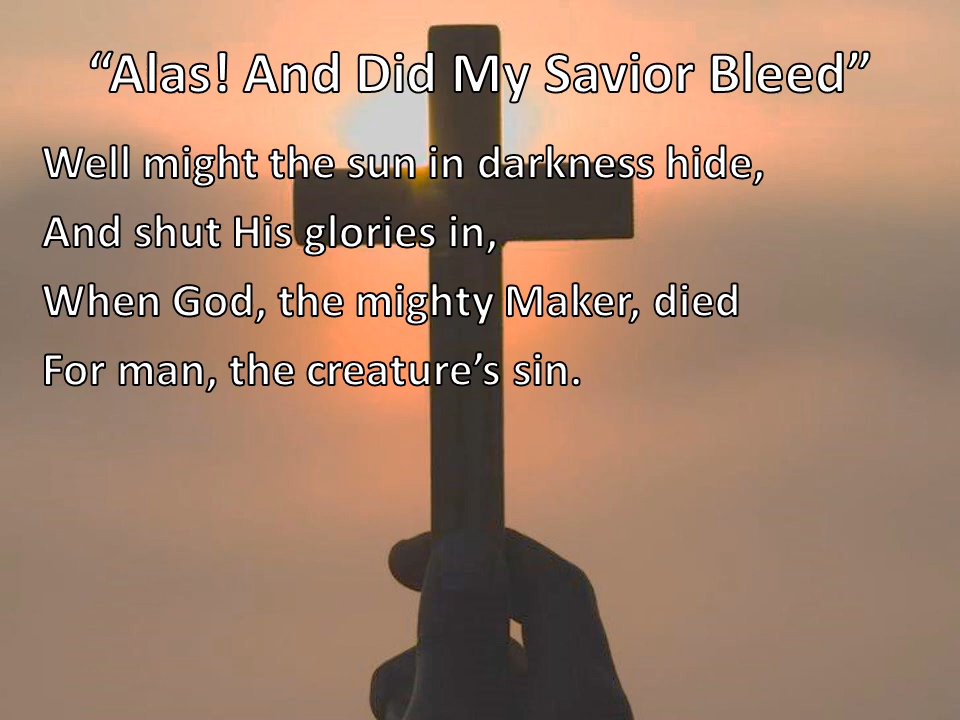 “Alas! And Did My Savior Bleed”
Well might the sun in darkness hide,
And shut His glories in,
When God, the mighty Maker, died
For man, the creature’s sin.